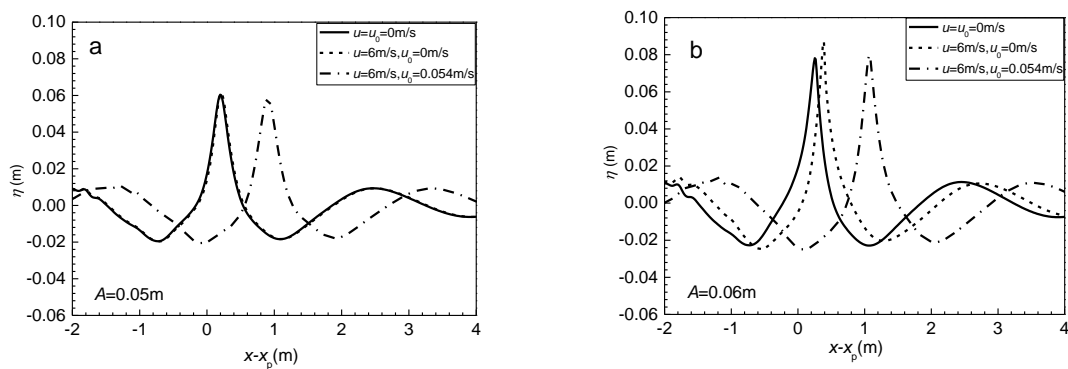 a
u=u₀=0m/s
u=6m/s,u₀=0m/s
u=6m/s,u₀=0.054m/s
0.10
0.08
0.06
0.04
0.02
0.00
-0.02
-0.04
-0.06
η (m)
A=0.05m
-2 -1 0 1 2 3 4
x-xₚ(m)
b
u=u₀=0m/s
u=6m/s,u₀=0m/s
u=6m/s,u₀=0.054m/s
0.10
0.08
0.06
0.04
0.02
0.00
-0.02
-0.04
-0.06
η (m)
A=0.06m
-2 -1 0 1 2 3 4
x-xₚ(m)